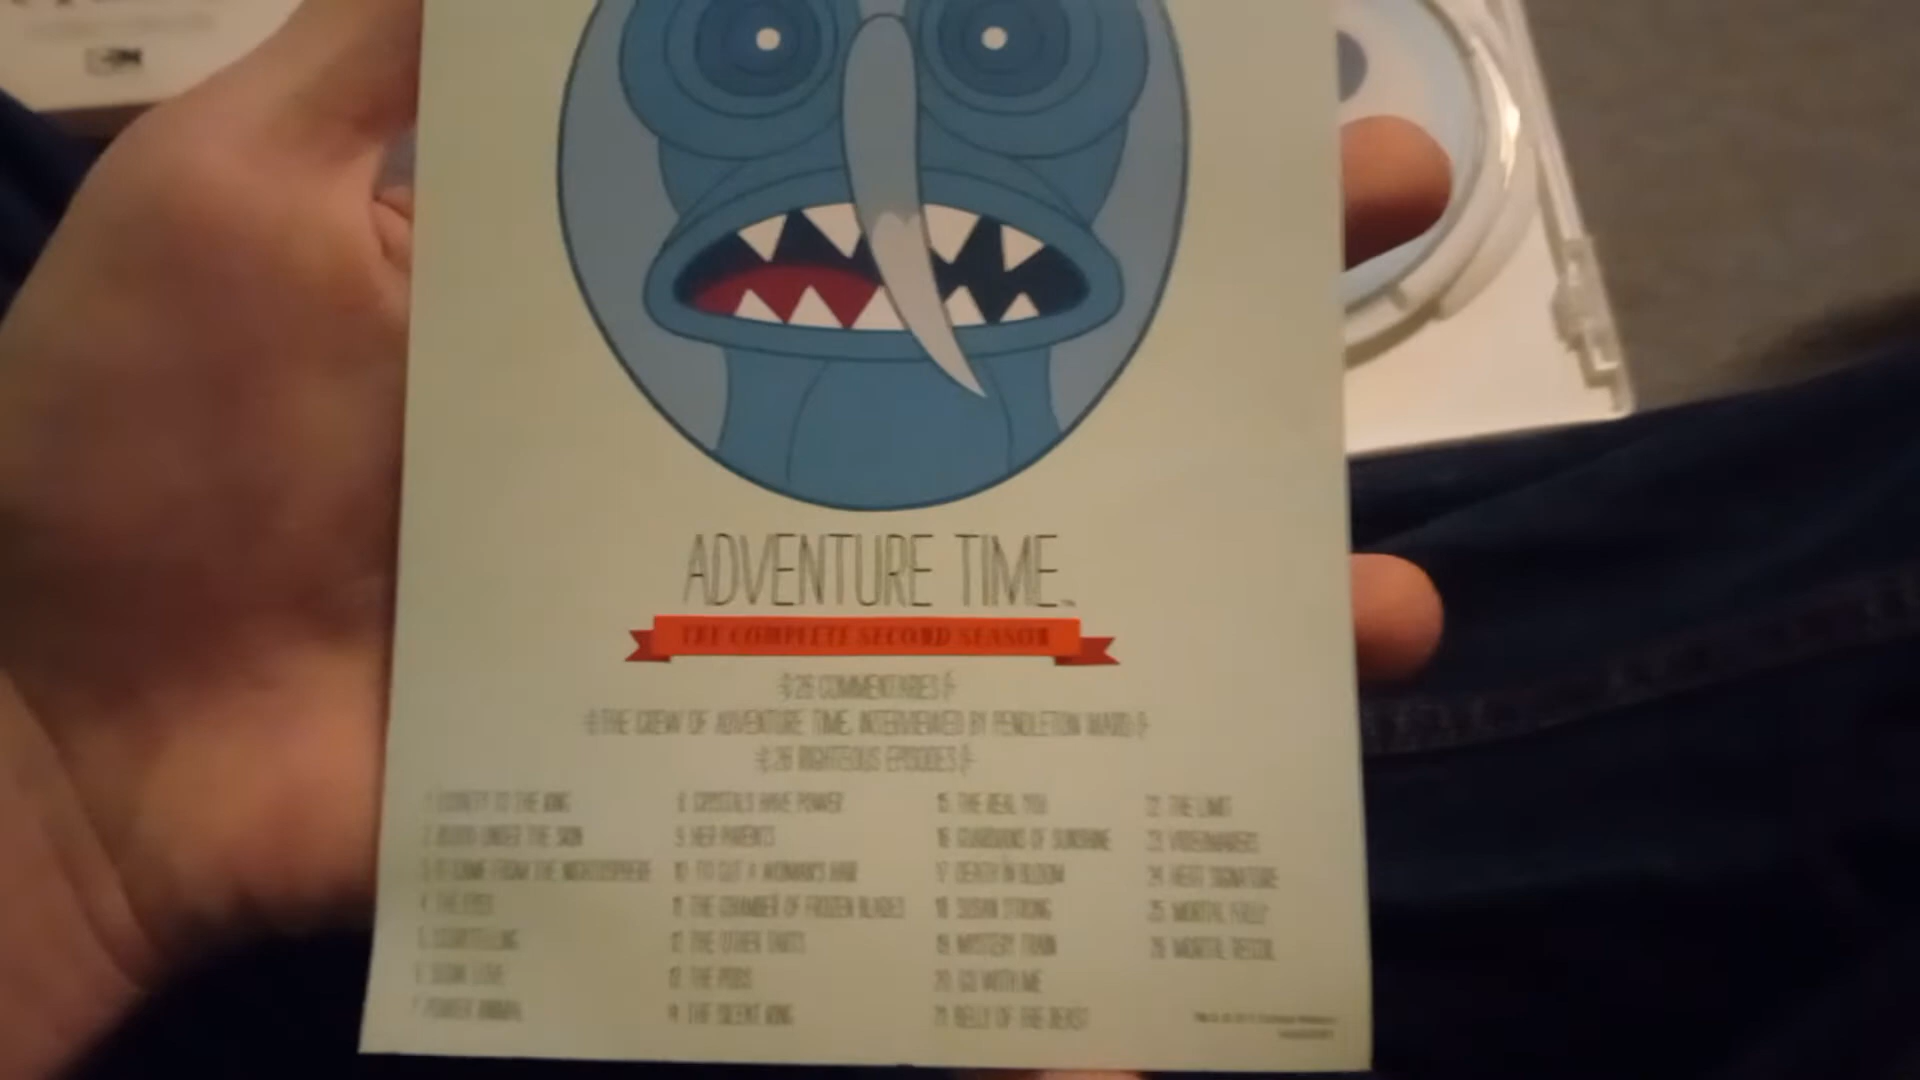 CN
ADVENTURE TIME™
THE COMPLETE SECOND SEASON
26 COMMENTARIES
THE CREW OF ADVENTURE TIME, INTERVIEWED BY PENDLETON WARD
26 RIGHTEOUS EPISODES
1 LOYALTY TO THE KING
2 BLOOD UNDER THE SKIN
3 IT CAME FROM THE NIGHTOSPHERE
4 THE EYES
5 STORYTELLING
6 SLOW LOVE
7 POWER ANIMAL
8 CRYSTALS HAVE POWER
9 HER PARENTS
10 TO CUT A WOMAN'S HAIR
11 THE CHAMBER OF FROZEN BLADES
12 THE OTHER TARTS
13 THE PODS
14 THE SILENT KING
15 THE REAL YOU
16 GUARDIANS OF SUNSHINE
17 DEATH IN BLOOM
18 SUSAN STRONG
19 MYSTERY TRAIN
20 GO WITH ME
21 BELLY OF THE BEAST
22 THE LIMIT
23 VIDEOMAKERS
24 HEAT SIGNATURE
25 MORTAL FOLLY
26 MORTAL RECOIL